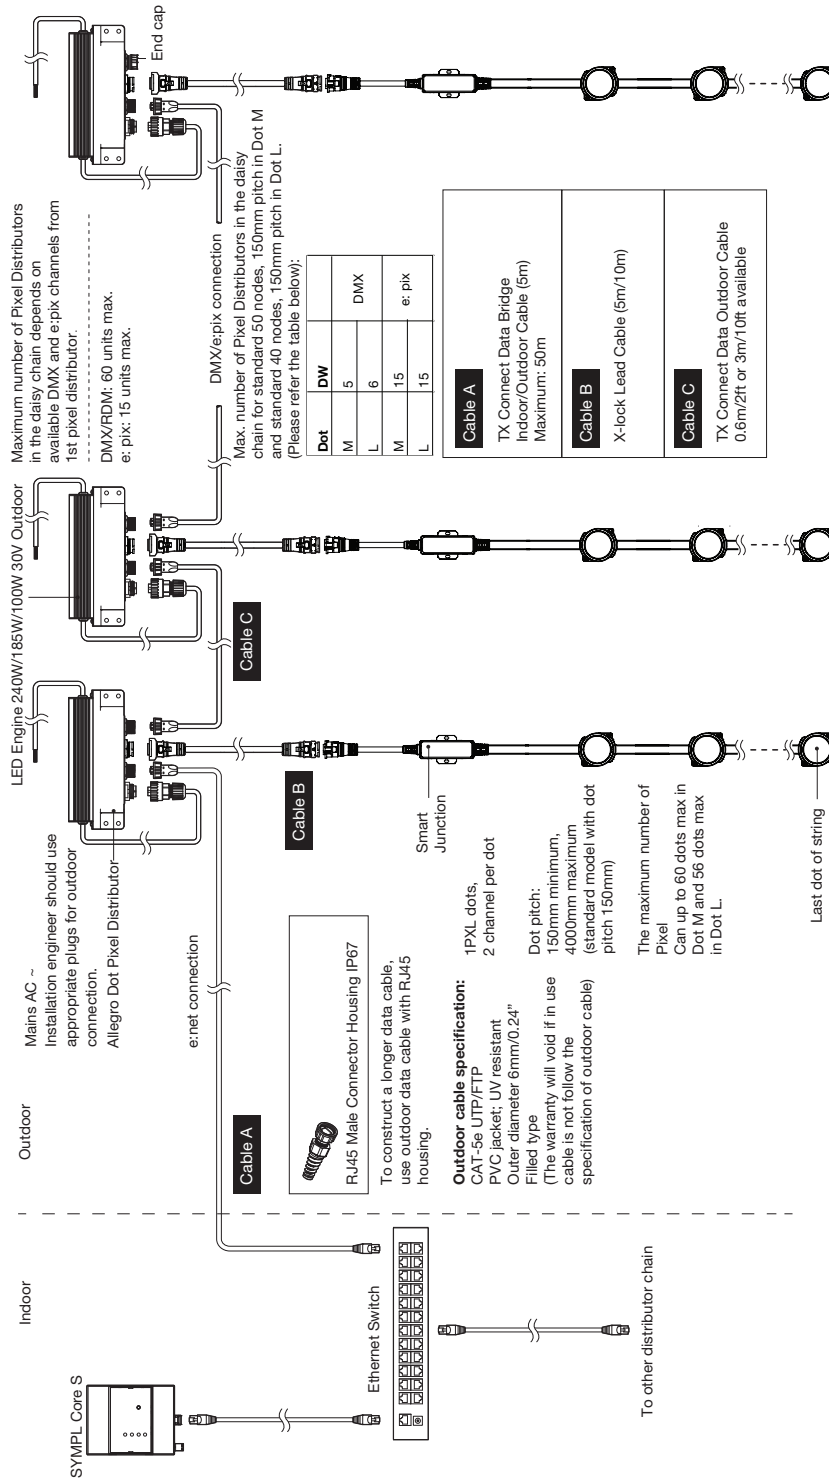 Indoor
Outdoor
SYMPL Core S
Ethernet Switch
To other distributor chain
Mains AC ~
Installation engineer should use
appropriate plugs for outdoor
connection.
Allegro Dot Pixel Distributor
e:net connection
Cable A
RJ45 Male Connector Housing IP67
To construct a longer data cable,
use outdoor data cable with RJ45
housing.
Outdoor cable specification:
CAT-5e UTP/FTP
PVC jacket; UV resistant
Outer diameter 6mm/0.24”
Filled type
(The warranty will void if in use
cable is not follow the
specification of outdoor cable)
LED Engine 240W/185W/100W 30V Outdoor
Cable B
Cable C
Smart
Junction
1PXL dots,
2 channel per dot
Dot pitch:
150mm minimum,
4000mm maximum
(standard model with dot
pitch 150mm)
The maximum number of
Pixel
Can up to 60 dots max in
Dot M and 56 dots max
in Dot L.
Last dot of string
Maximum number of Pixel Distributors
in the daisy chain depends on
available DMX and e:pix channels from
1st pixel distributor.
DMX/RDM: 60 units max.
e: pix: 15 units max.
End cap
DMX/e:pix connection
Max. number of Pixel Distributors in the daisy
chain for standard 50 nodes, 150mm pitch in Dot M
and standard 40 nodes, 150mm pitch in Dot L.
(Please refer the table below):
Dot DW
M 5 DMX
L 6
M 15 e: pix
L 15
Cable A
TX Connect Data Bridge
Indoor/Outdoor Cable (5m)
Maximum: 50m
Cable B
X-lock Lead Cable (5m/10m)
Cable C
TX Connect Data Outdoor Cable
0.6m/2ft or 3m/10ft available